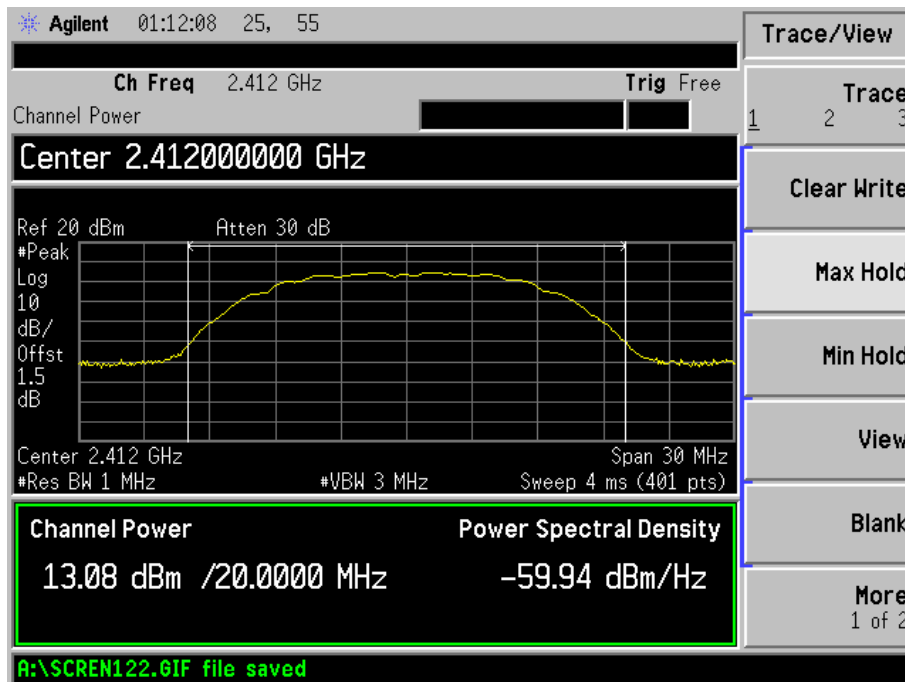 Agilent 01:12:08 25, 55
Trace/View
Ch Freq 2.412 GHz Trig Free
Channel Power
Trace
1 2 3
Center 2.412000000 GHz
Clear Write
Ref 20 dBm Atten 30 dB
#Peak
Log
10
dB/
Offst
1.5
dB
Max Hold
Min Hold
Center 2.412 GHz Span 30 MHz
#Res BW 1 MHz #VBW 3 MHz Sweep 4 ms (401 pts)
View
Channel Power Power Spectral Density
13.08 dBm /20.0000 MHz -59.94 dBm/Hz
Blank
More
1 of 2
A:\SCREN122.GIF file saved